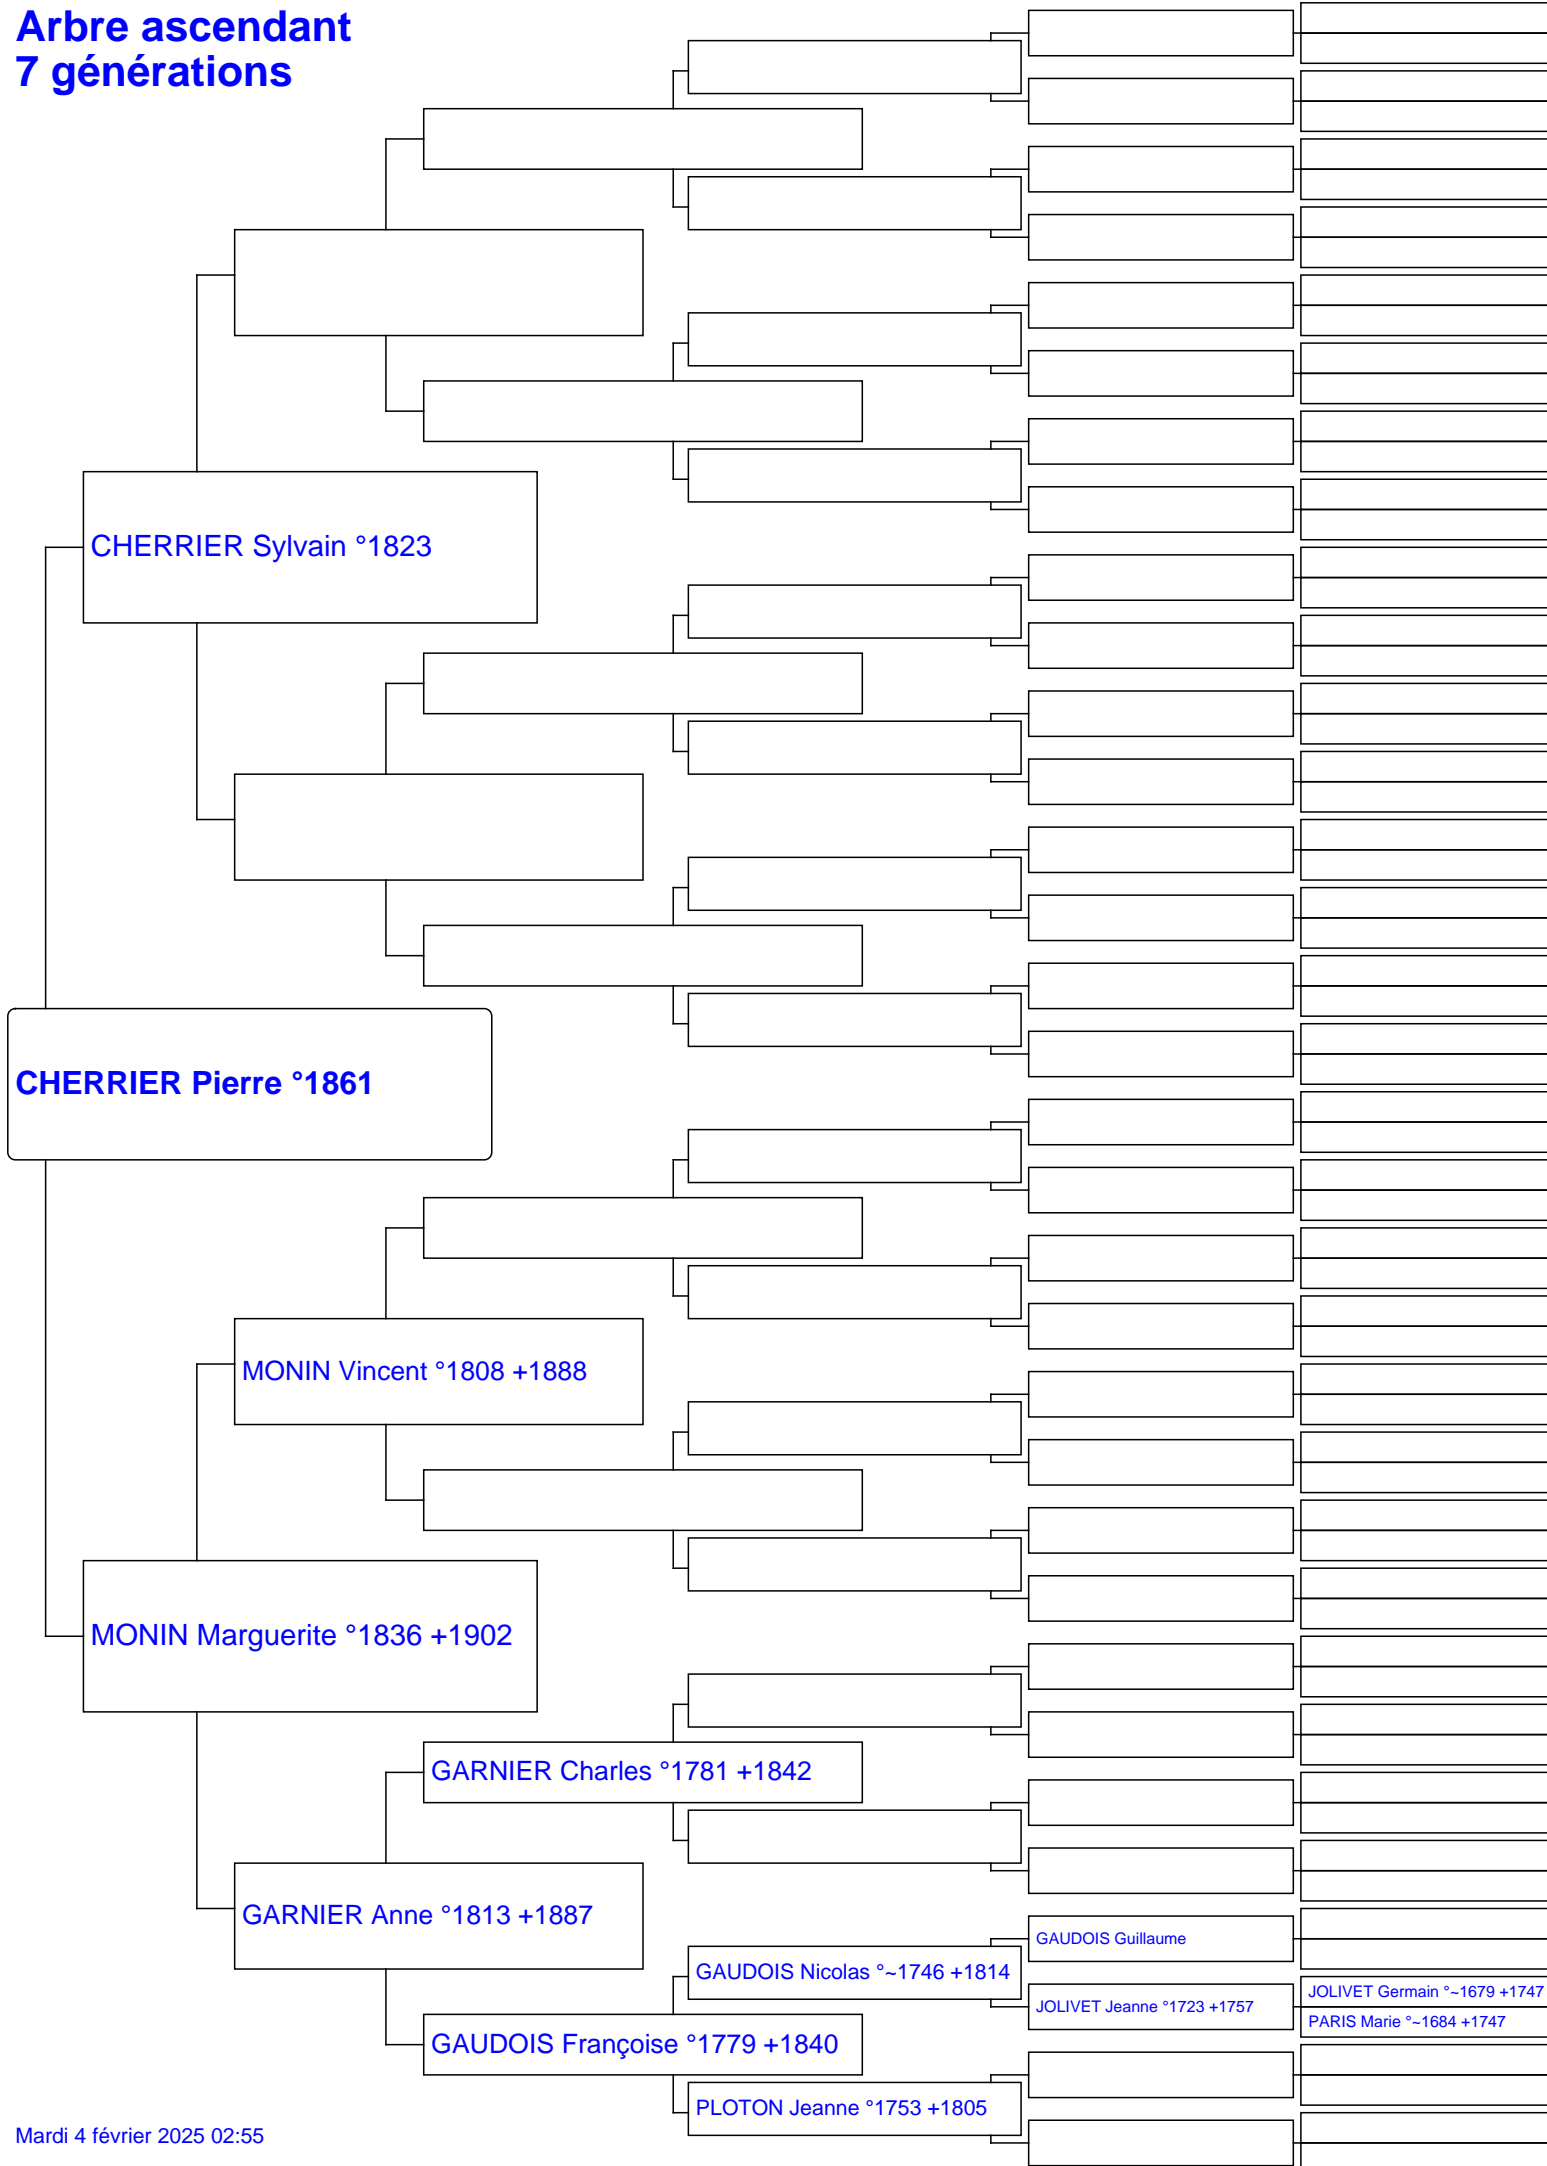 Arbre ascendant
7 générations
CHERRIER Sylvain °1823
CHERRIER Pierre °1861
MONIN Vincent °1808 +1888
MONIN Marguerite °1836 +1902
GARNIER Charles °1781 +1842
GARNIER Anne °1813 +1887
GAUDOIS Guillaume
GAUDOIS Nicolas °~1746 +1814
JOLIVET Germain °~1679 +1747
JOLIVET Jeanne °1723 +1757
PARIS Marie °~1684 +1747
GAUDOIS Françoise °1779 +1840
PLOTON Jeanne °1753 +1805
Mardi 4 février 2025 02:55